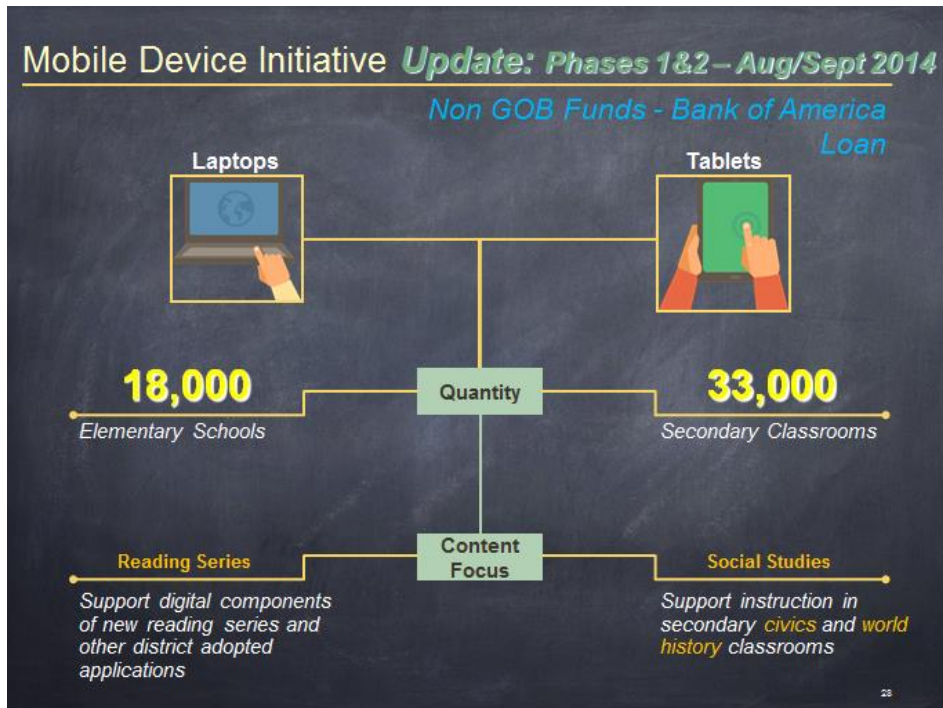 Mobile Device Initiative Update: Phases 1&2 – Aug/Sept 2014
Non GOB Funds - Bank of America
Loan
Laptops
Tablets
18,000
Quantity
33,000
Elementary Schools
Secondary Classrooms
Content
Focus
Reading Series
Social Studies
Support digital components
of new reading series and
other district adopted
applications
Support instruction in
secondary civics and world
history classrooms
28